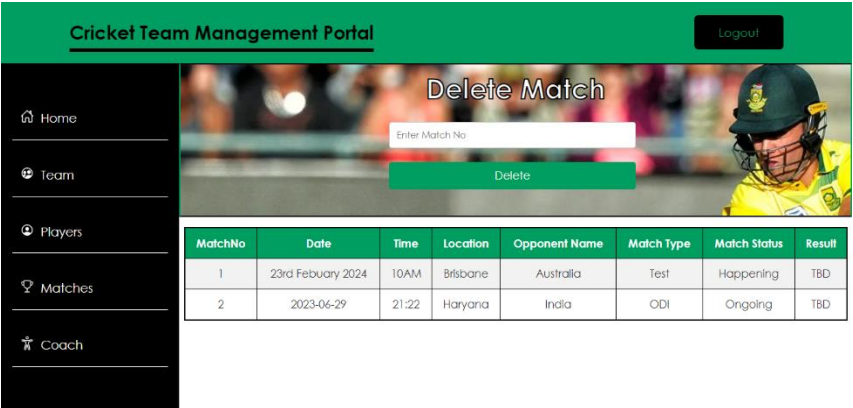 Cricket Team Management Portal
Logout
Home
Team
Players
Matches
Coach
Delete Match
Enter Match No
Delete
MatchNo Date Time Location Opponent Name Match Type Match Status Result
1 23rd Febuary 2024 10AM Brisbane Australia Test Happening TBD
2 2023-06-29 21:22 Haryana India ODI Ongoing TBD